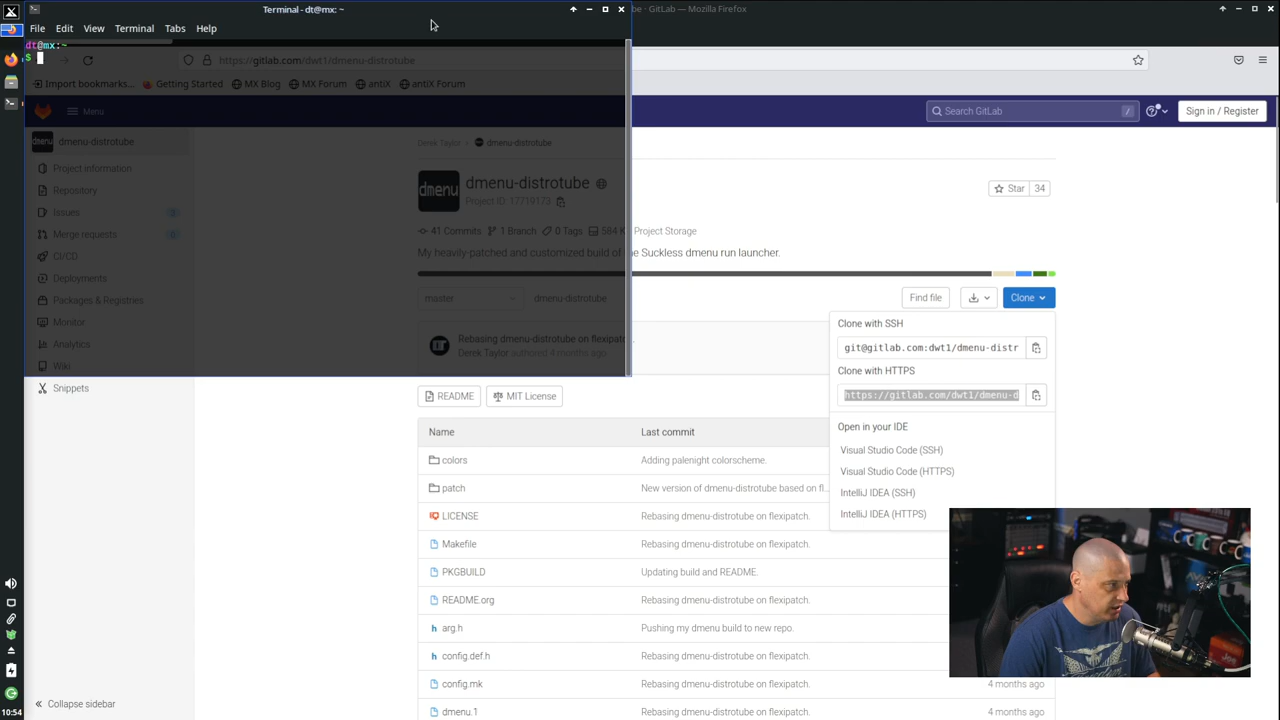 Terminal - dt@mx: ~
be · GitLab — Mozilla Firefox
File Edit View Terminal Tabs Help
dt@mx:~
$
https://gitlab.com/dwt1/dmenu-distrotube
Import bookmarks... Getting Started MX Blog MX Forum antiX antiX Forum
Menu
Search GitLab /
Sign in / Register
dmenu dmenu-distrotube
Derek Taylor › dmenu-distrotube
Project information
Repository
Issues
Merge requests 0
CI/CD
Deployments
Packages & Registries
Monitor
Analytics
Wiki
Snippets
Collapse sidebar
dmenu
dmenu-distrotube
Project ID: 17719173
Star 34
41 Commits 1 Branch 0 Tags 584 K Project Storage
My heavily-patched and customized build of the Suckless dmenu run launcher.
master dmenu-distrotube
Find file
Clone
Rebasing dmenu-distrotube on flexipatch.
Derek Taylor authored 4 months ago
Clone with SSH
git@gitlab.com:dwt1/dmenu-distr
Clone with HTTPS
https://gitlab.com/dwt1/dmenu-d
Open in your IDE
Visual Studio Code (SSH)
Visual Studio Code (HTTPS)
IntelliJ IDEA (SSH)
IntelliJ IDEA (HTTPS)
README MIT License
Name Last commit
colors Adding palenight colorscheme.
patch New version of dmenu-distrotube based on fl...
LICENSE Rebasing dmenu-distrotube on flexipatch.
Makefile Rebasing dmenu-distrotube on flexipatch.
PKGBUILD Updating build and README.
README.org Rebasing dmenu-distrotube on flexipatch.
arg.h Pushing my dmenu build to new repo.
config.def.h Rebasing dmenu-distrotube on flexipatch.
config.mk Rebasing dmenu-distrotube on flexipatch. 4 months ago
dmenu.1 Rebasing dmenu-distrotube on flexipatch. 4 months ago
10:54